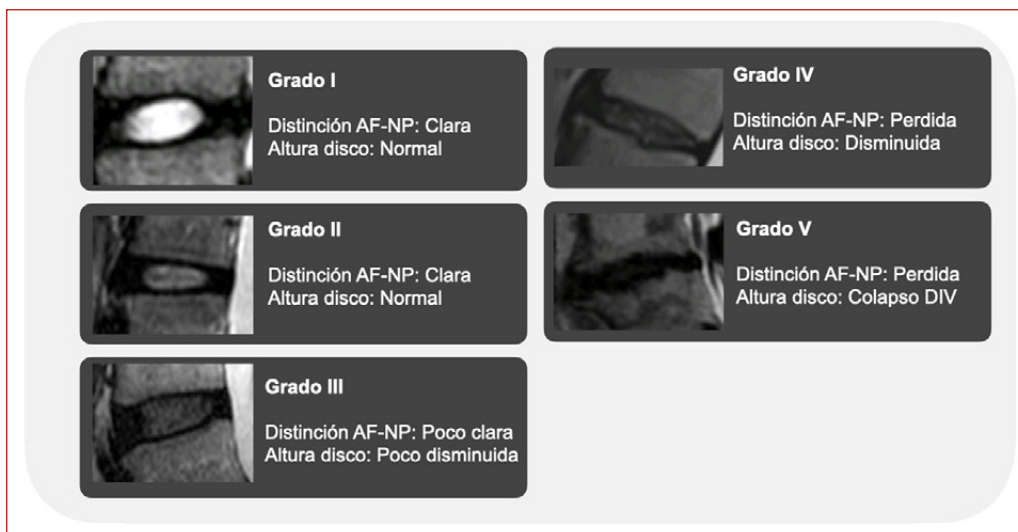 Grado I
Distinción AF-NP: Clara
Altura disco: Normal
Grado II
Distinción AF-NP: Clara
Altura disco: Normal
Grado III
Distinción AF-NP: Poco clara
Altura disco: Poco disminuida
Grado IV
Distinción AF-NP: Perdida
Altura disco: Disminuida
Grado V
Distinción AF-NP: Perdida
Altura disco: Colapso DIV